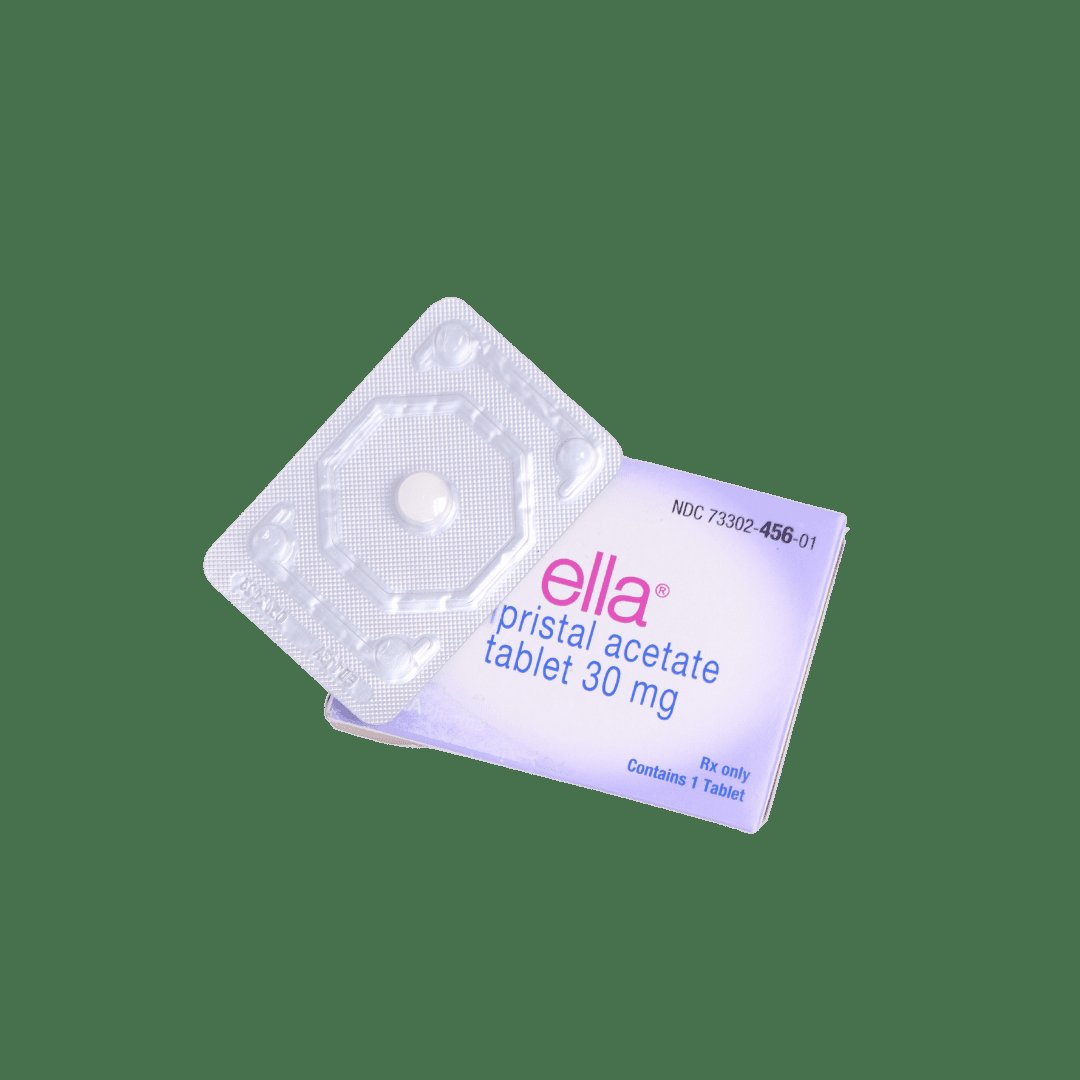 NDC 73302-456-01
ella®
pristal acetate
tablet 30 mg
Rx only
Contains 1 Tablet